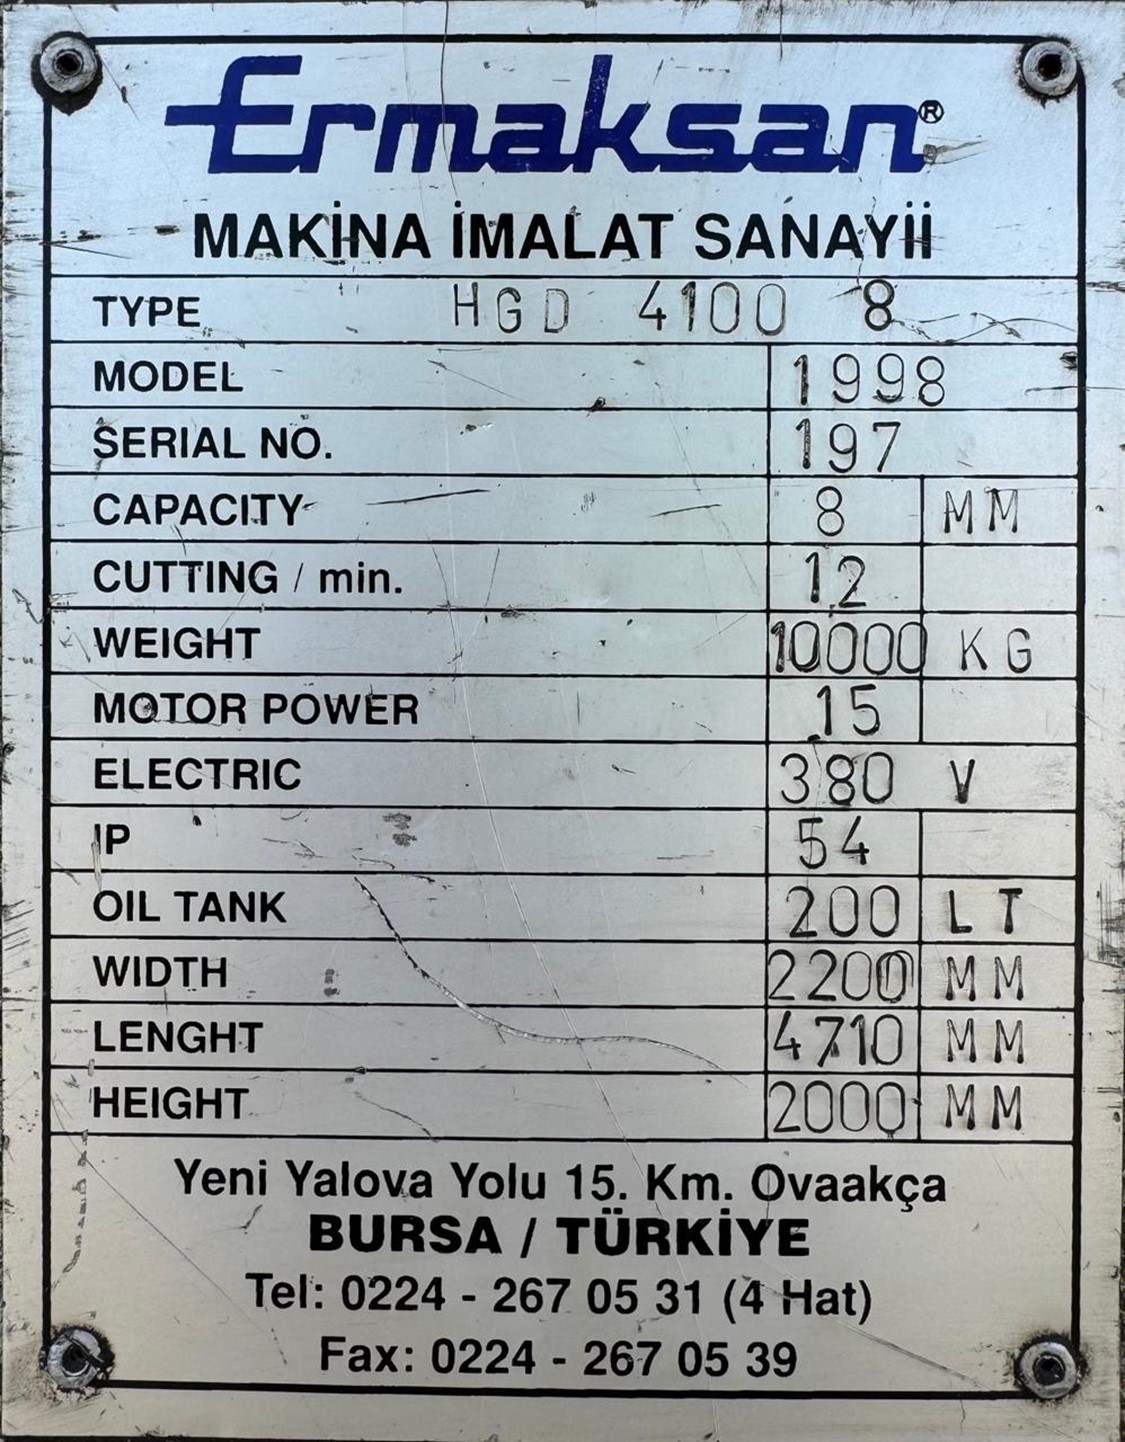 Ermaksan®
MAKİNA İMALAT SANAYİİ
TYPE HGD 4100 8
MODEL 1998
SERIAL NO. 197
CAPACITY 8 MM
CUTTING / min. 12
WEIGHT 10000 KG
MOTOR POWER 15
ELECTRIC 380 V
IP 54
OIL TANK 200 LT
WIDTH 2200 MM
LENGHT 4710 MM
HEIGHT 2000 MM
Yeni Yalova Yolu 15. Km. Ovaakça
BURSA / TÜRKİYE
Tel: 0224 - 267 05 31 (4 Hat)
Fax: 0224 - 267 05 39